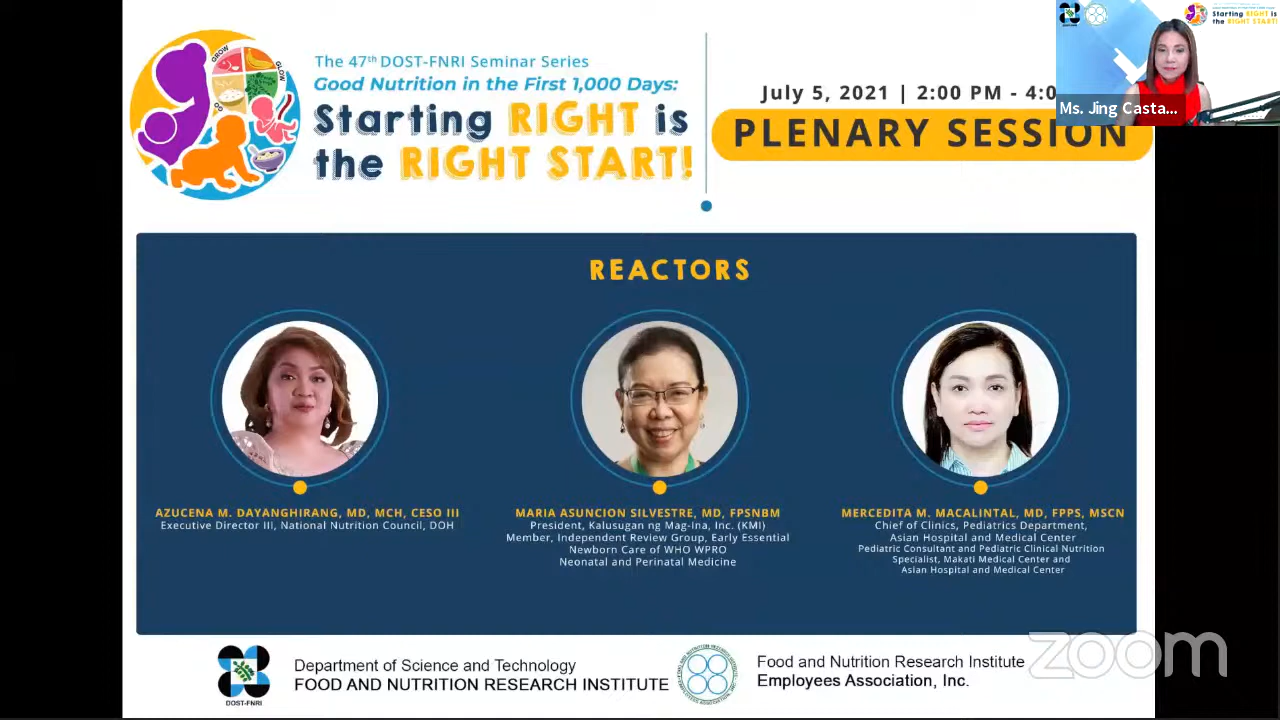 The 47th DOST-FNRI Seminar Series
Good Nutrition in the First 1,000 Days:
Starting RIGHT is
the RIGHT START!
GROW
GLOW
GO
July 5, 2021 | 2:00 PM - 4:0
PLENARY SESSION
Starting RIGHT is
the RIGHT START!
Ms. Jing Casta...
REACTORS
AZUCENA M. DAYANGHIRANG, MD, MCH, CESO III
Executive Director III, National Nutrition Council, DOH
MARIA ASUNCION SILVESTRE, MD, FPSNBM
President, Kalusugan ng Mag-Ina, Inc. (KMI)
Member, Independent Review Group, Early Essential
Newborn Care of WHO WPRO
Neonatal and Perinatal Medicine
MERCEDITA M. MACALINTAL, MD, FPPS, MSCN
Chief of Clinics, Pediatrics Department,
Asian Hospital and Medical Center
Pediatric Consultant and Pediatric Clinical Nutrition
Specialist, Makati Medical Center and
Asian Hospital and Medical Center
DOST-FNRI
Department of Science and Technology
FOOD AND NUTRITION RESEARCH INSTITUTE
Food and Nutrition Research Institute
Employees Association, Inc.
zoom